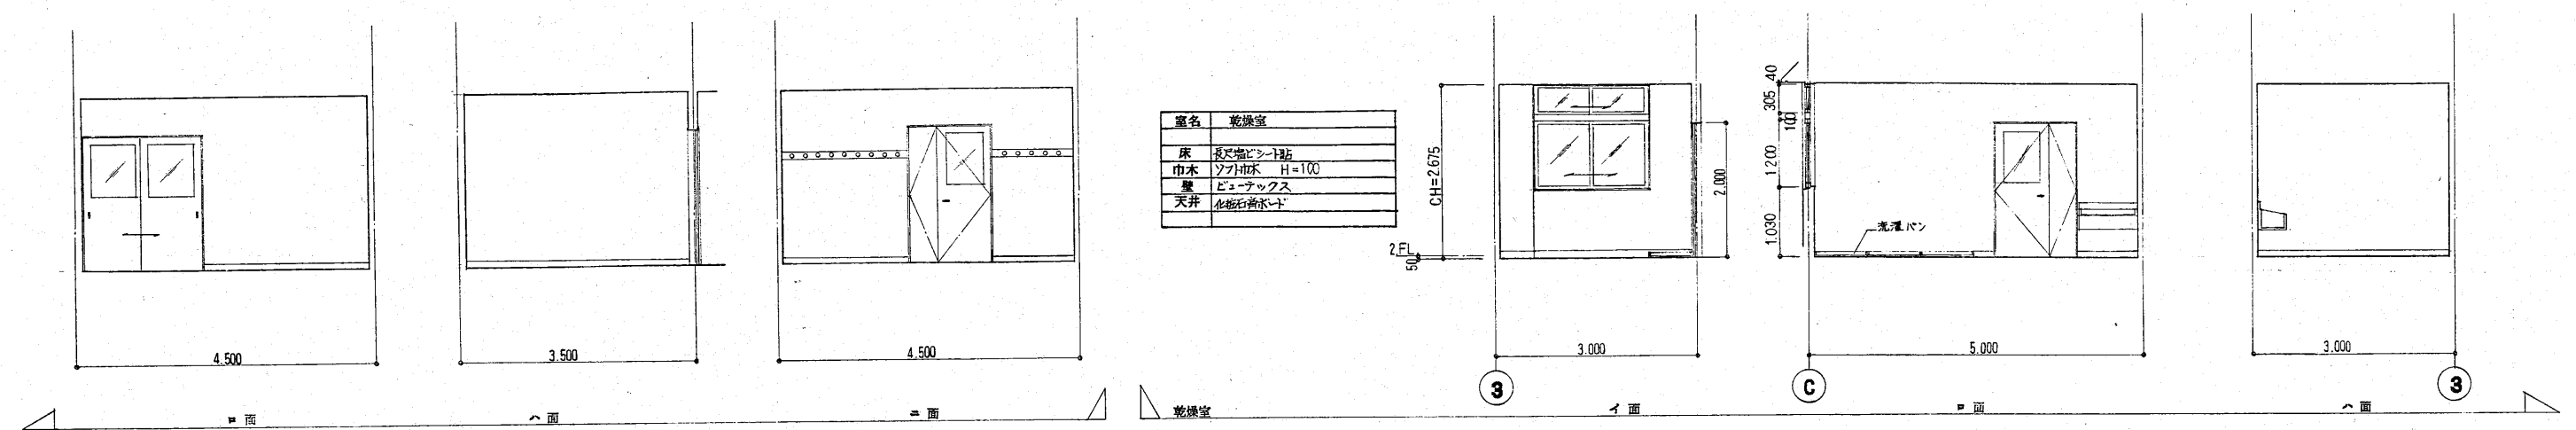 4.500
ロ 面
3.500
ハ 面
4.500
ニ 面
室名 乾燥室
床 長尺塩ビシート貼
巾木 ソフト巾木 H=100
壁 ビューテックス
天井 化粧石膏ボード
CH=2,675
2.FL
50
2,000
3.000
3
乾燥室
イ 面
40
305
100
1.200
1.030
洗濯パン
5.000
C
ロ 面
3.000
3
ハ 面